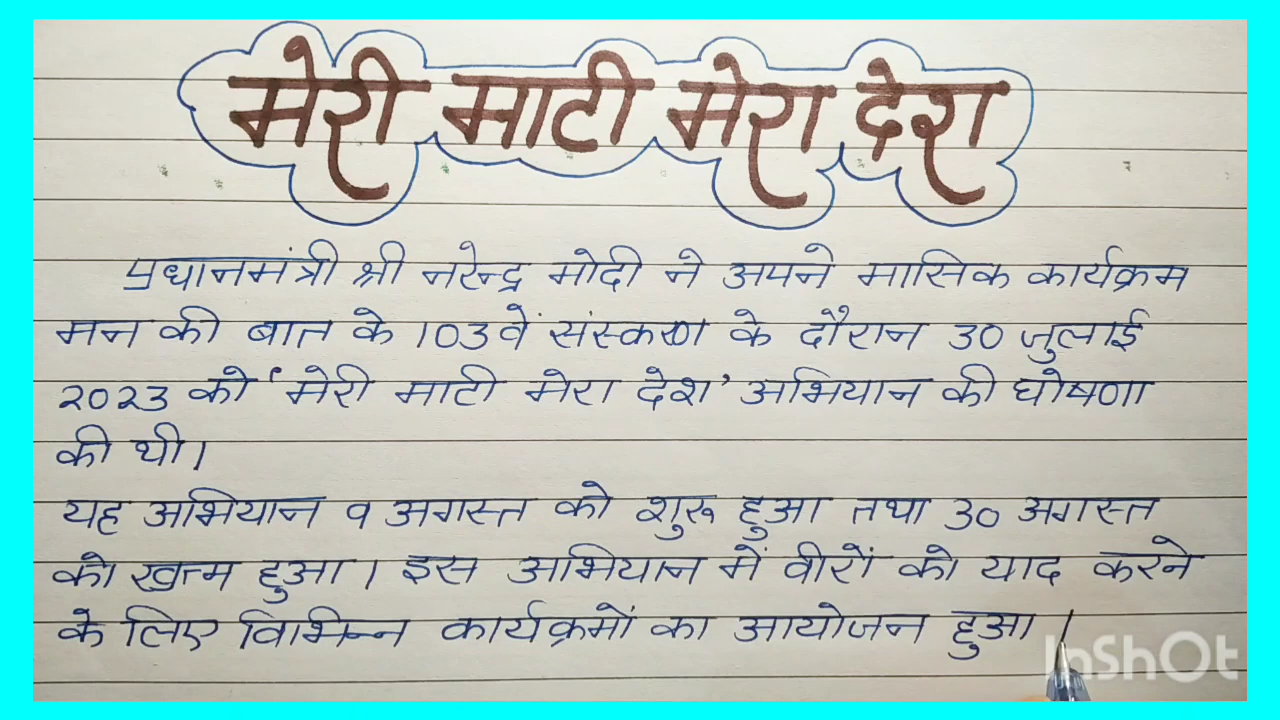 मेरी माटी मेरा देश
प्रधानमंत्री श्री नरेन्द्र मोदी ने अपने मासिक कार्यक्रम
मन की बात के 103वें संस्करण के दौरान 30 जुलाई
2023 को 'मेरी माटी मेरा देश' अभियान की घोषणा
की थी।
यह अभियान 9 अगस्त को शुरू हुआ तथा 30 अगस्त
को खत्म हुआ। इस अभियान में वीरों को याद करने
के लिए विभिन्न कार्यक्रमों का आयोजन हुआ।
InShOt